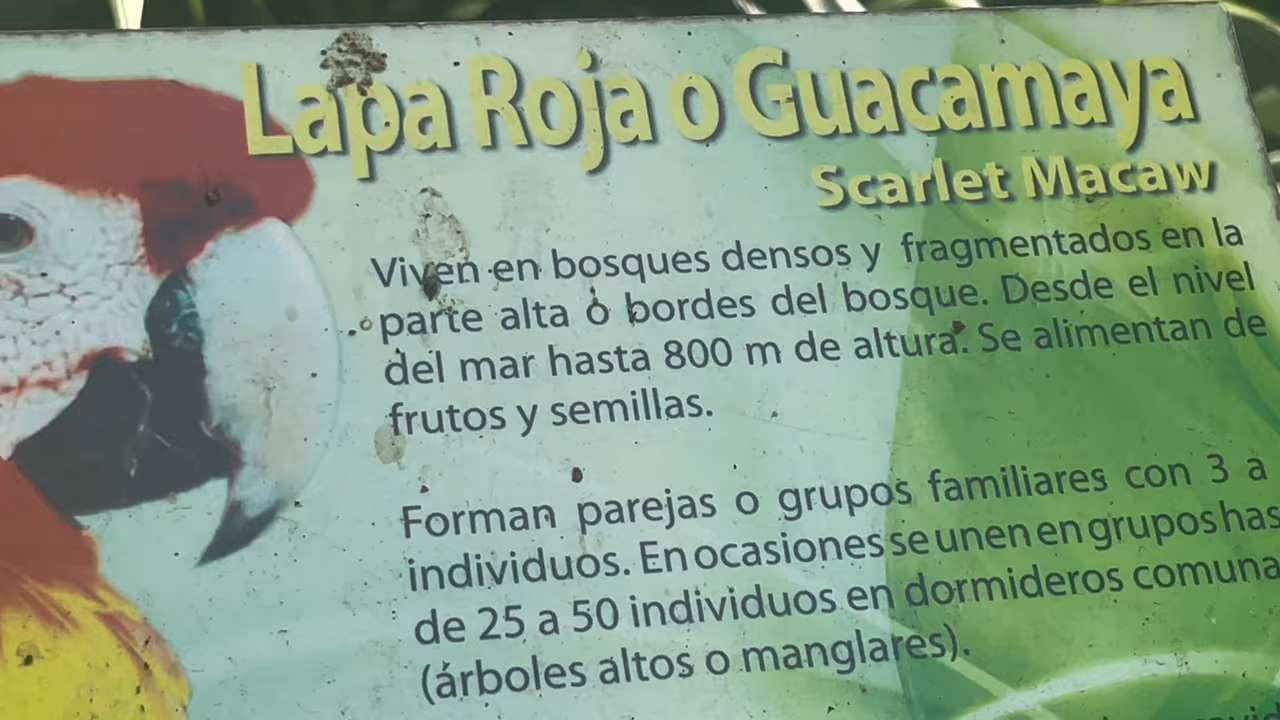 Lapa Roja o Guacamaya
Scarlet Macaw
Viven en bosques densos y fragmentados en la
parte alta o bordes del bosque. Desde el nivel
del mar hasta 800 m de altura. Se alimentan de
frutos y semillas.
Forman parejas o grupos familiares con 3 a
individuos. En ocasiones se unen en grupos has
de 25 a 50 individuos en dormideros comuna
(árboles altos o manglares).